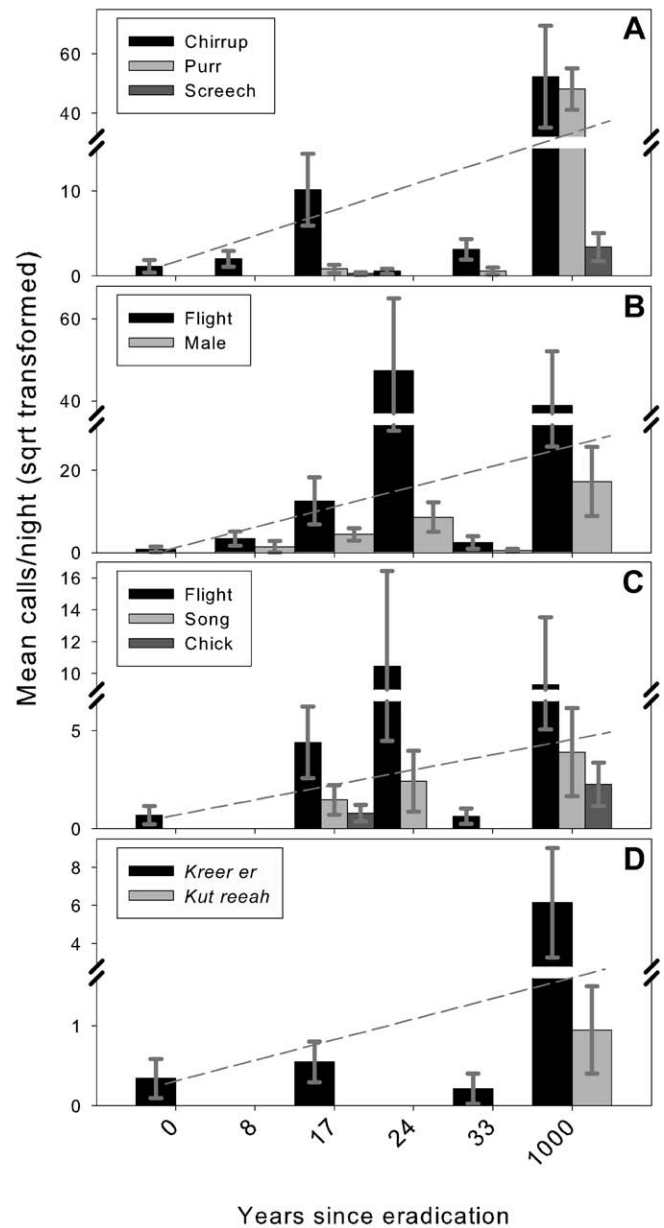 Mean calls/night (sqrt transformed)
A
Chirrup
Purr
Screech
60
40
10
0
B
Flight
Male
60
40
20
0
C
Flight
Song
Chick
16
14
12
10
5
0
D
Kreer er
Kut reeah
8
6
4
1
0
0 8 17 24 33 1000
Years since eradication